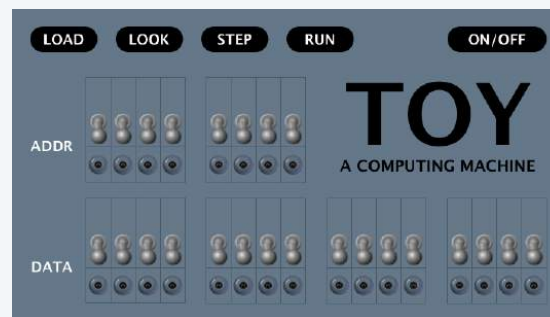 LOAD LOOK STEP RUN ON/OFF
TOY
ADDR
A COMPUTING MACHINE
DATA